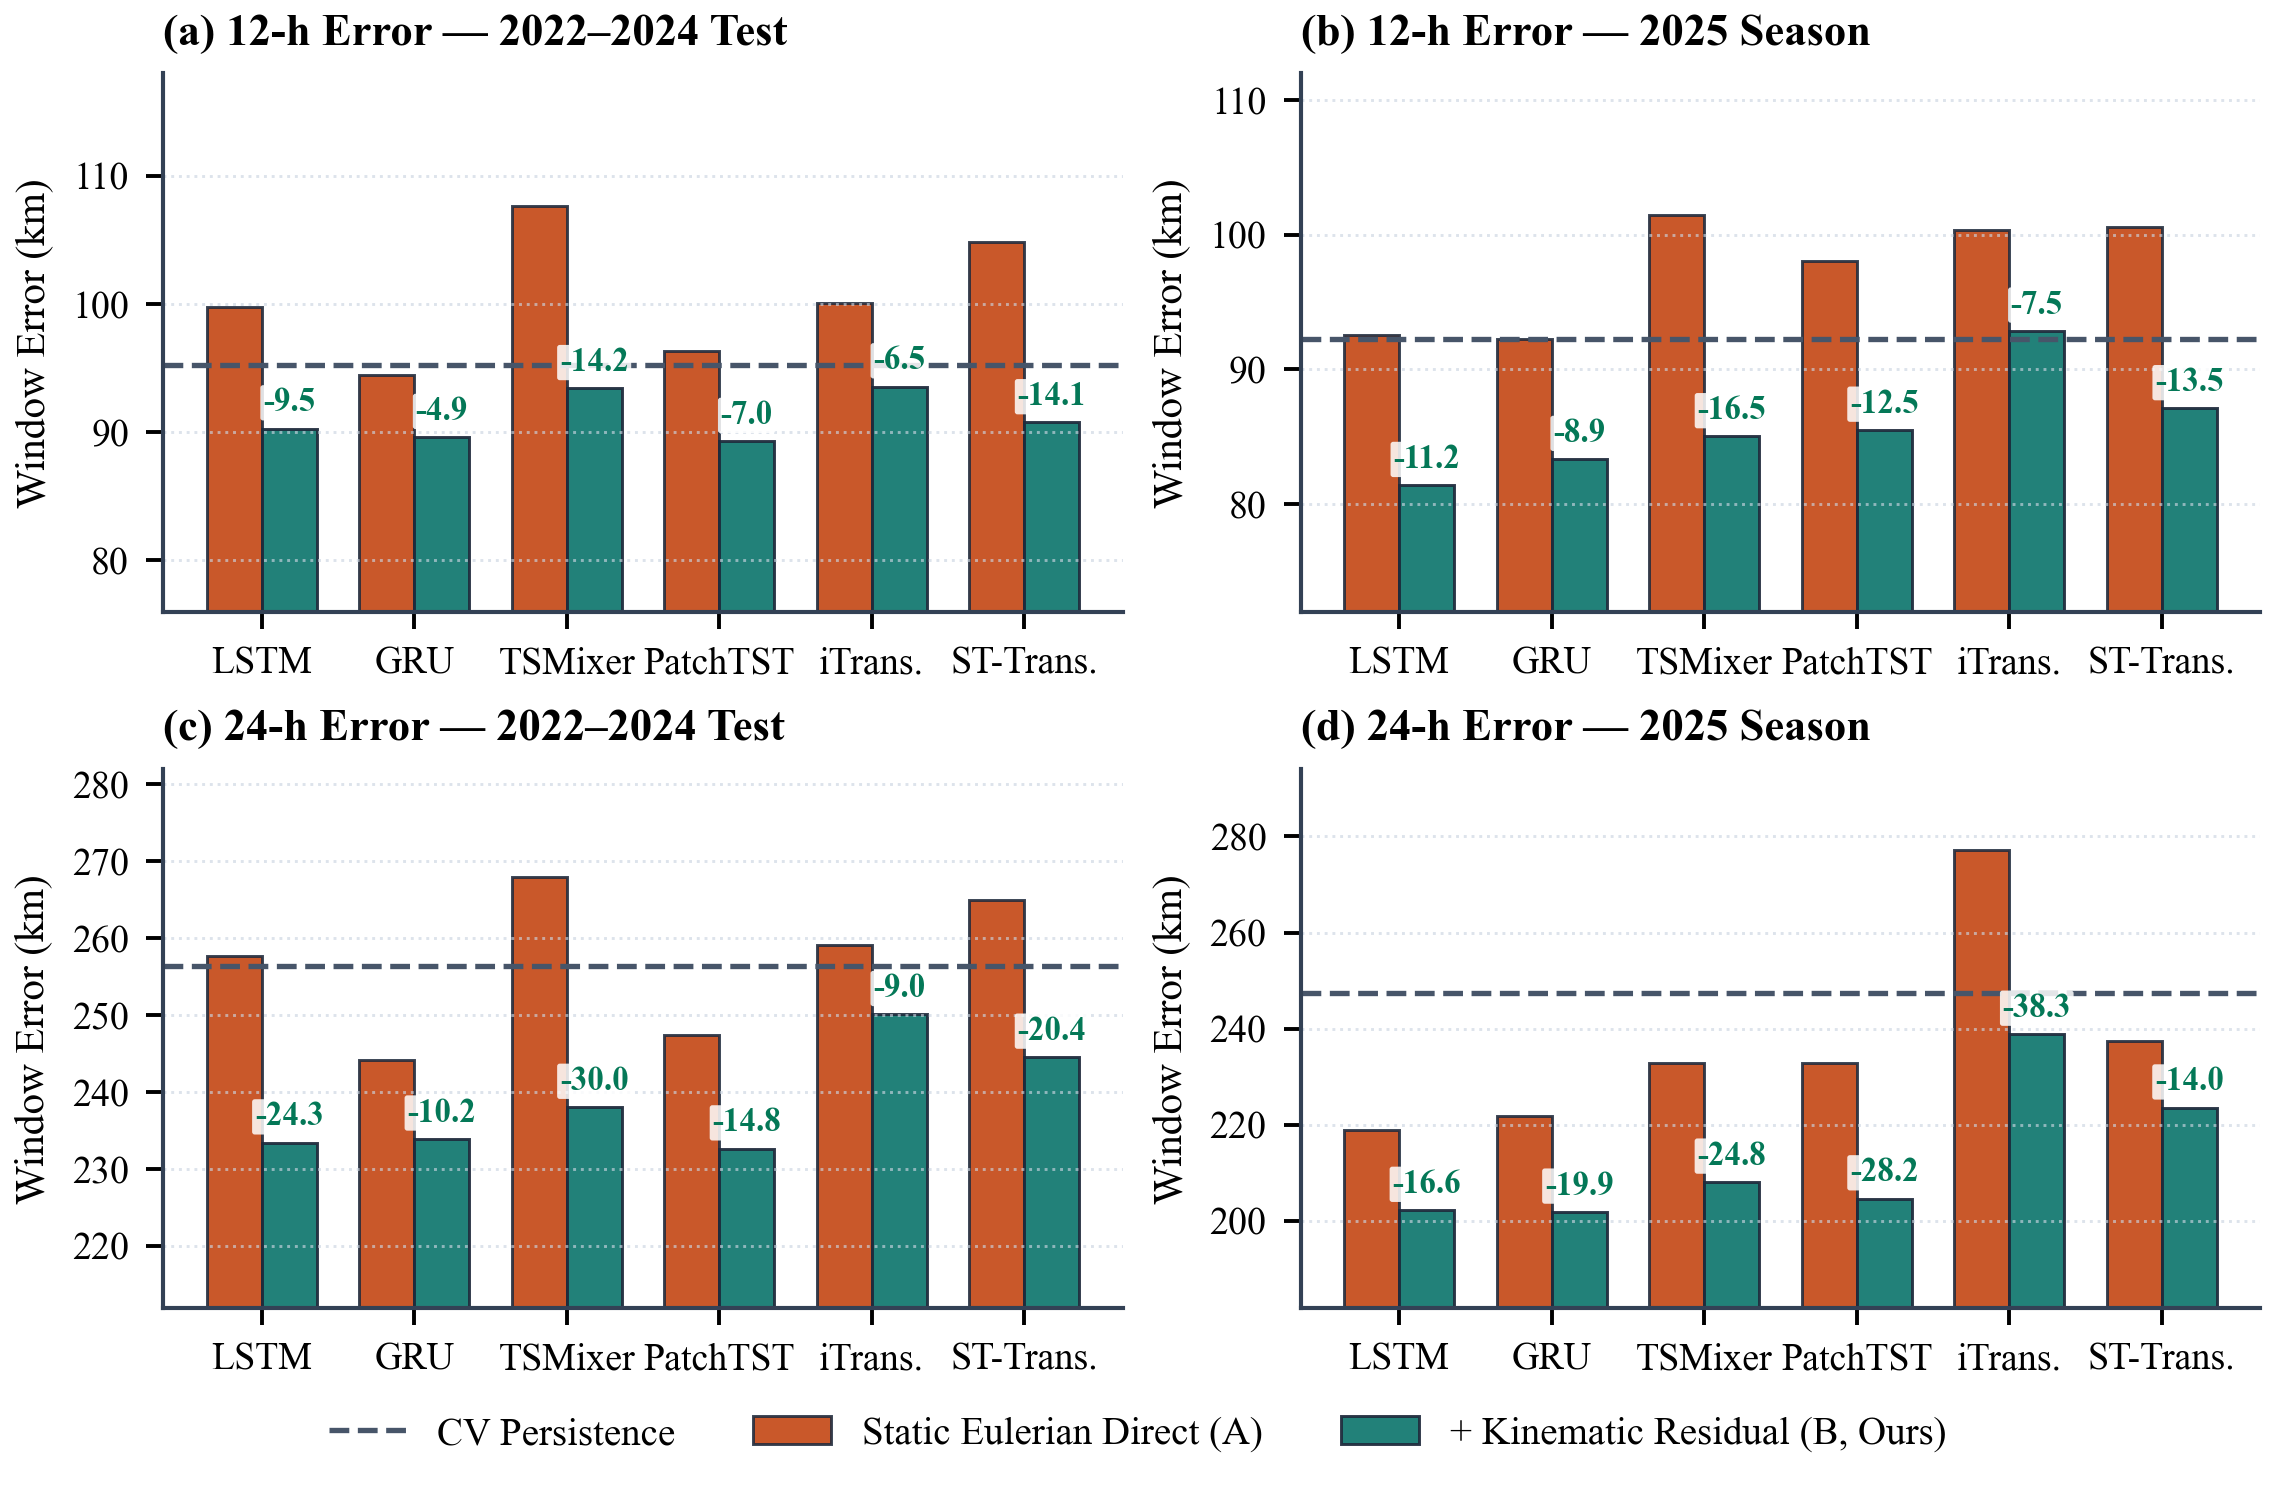 (a) 12-h Error — 2022–2024 Test
Window Error (km)
110
100
90
80
-9.5
-4.9
-14.2
-7.0
-6.5
-14.1
LSTM
GRU
TSMixer
PatchTST
iTrans.
ST-Trans.
(b) 12-h Error — 2025 Season
Window Error (km)
110
100
90
80
-11.2
-8.9
-16.5
-12.5
-7.5
-13.5
LSTM
GRU
TSMixer
PatchTST
iTrans.
ST-Trans.
(c) 24-h Error — 2022–2024 Test
Window Error (km)
280
270
260
250
240
230
220
-24.3
-10.2
-30.0
-14.8
-9.0
-20.4
LSTM
GRU
TSMixer
PatchTST
iTrans.
ST-Trans.
(d) 24-h Error — 2025 Season
Window Error (km)
280
260
240
220
200
-16.6
-19.9
-24.8
-28.2
-38.3
-14.0
LSTM
GRU
TSMixer
PatchTST
iTrans.
ST-Trans.
CV Persistence
Static Eulerian Direct (A)
+ Kinematic Residual (B, Ours)